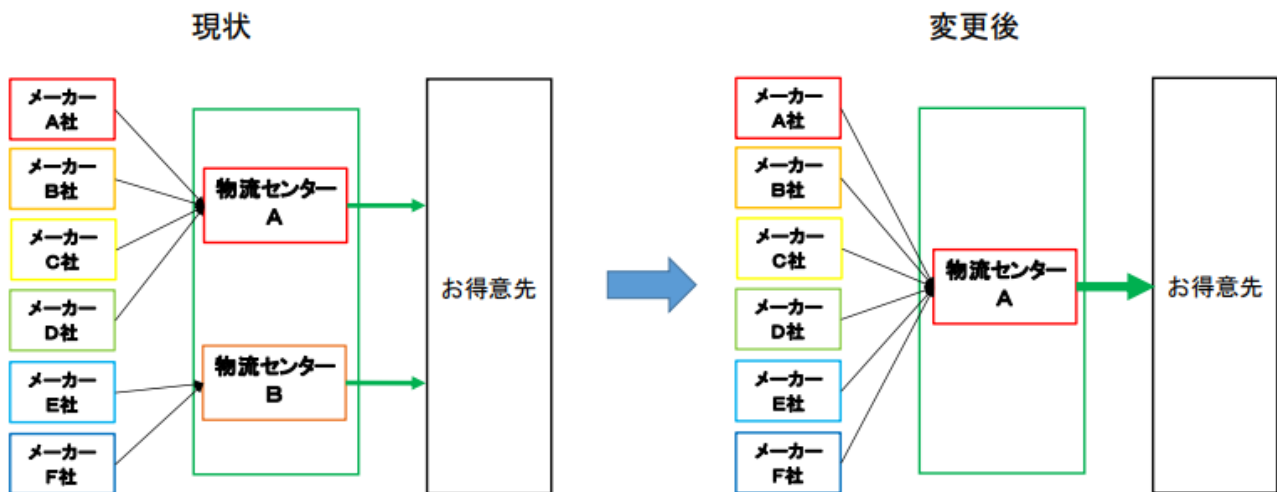 現状
メーカー
A社
メーカー
B社
メーカー
C社
メーカー
D社
メーカー
E社
メーカー
F社
物流センター
A
物流センター
B
お得意先
変更後
メーカー
A社
メーカー
B社
メーカー
C社
メーカー
D社
メーカー
E社
メーカー
F社
物流センター
A
お得意先